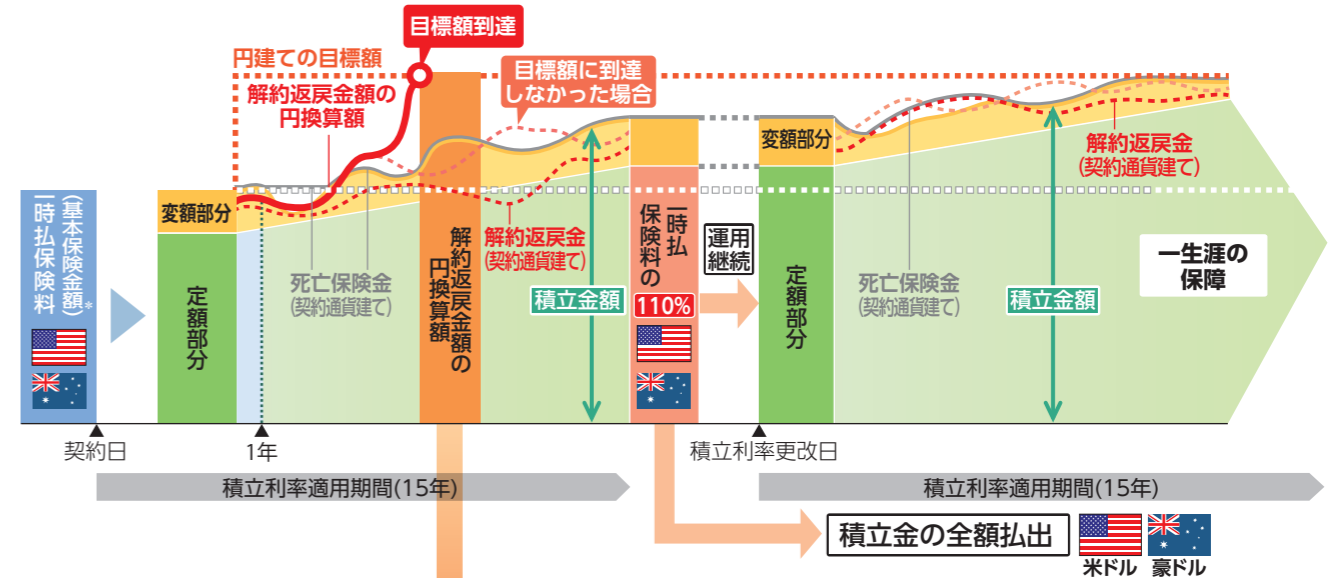 目標額到達
円建ての目標額
解約返戻金額の
円換算額
目標額に到達
しなかった場合
一時払保険料
(基本保険金額)*
変額部分
定額部分
死亡保険金
(契約通貨建て)
解約返戻金額の
円換算額
解約返戻金
(契約通貨建て)
積立金額
一時払
保険料の
110%
運用
継続
変額部分
定額部分
死亡保険金
(契約通貨建て)
積立金額
解約返戻金
(契約通貨建て)
一生涯の
保障
契約日
1年
積立利率更改日
積立利率適用期間(15年)
積立利率適用期間(15年)
積立金の全額払出
米ドル
豪ドル